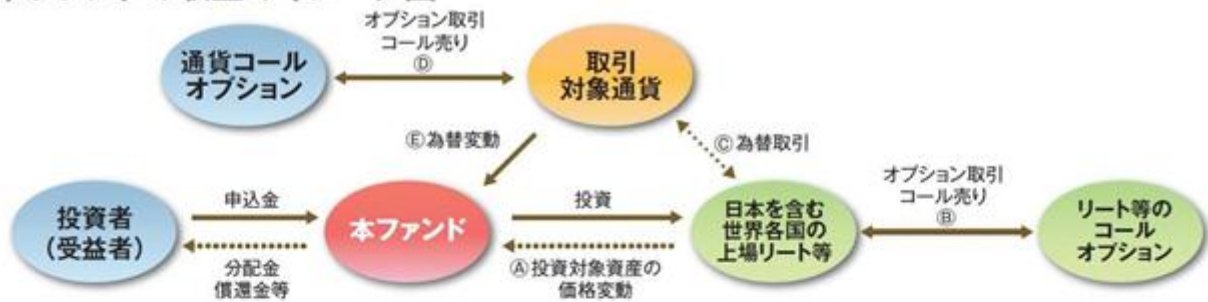 オプション取引
コール売り
Ⓓ
通貨コール
オプション
取引
対象通貨
Ⓔ為替変動
Ⓒ為替取引
オプション取引
コール売り
Ⓑ
投資者
(受益者)
申込金
分配金
償還金等
本ファンド
投資
Ⓐ投資対象資産の
価格変動
日本を含む
世界各国の
上場リート等
リート等の
コール
オプション